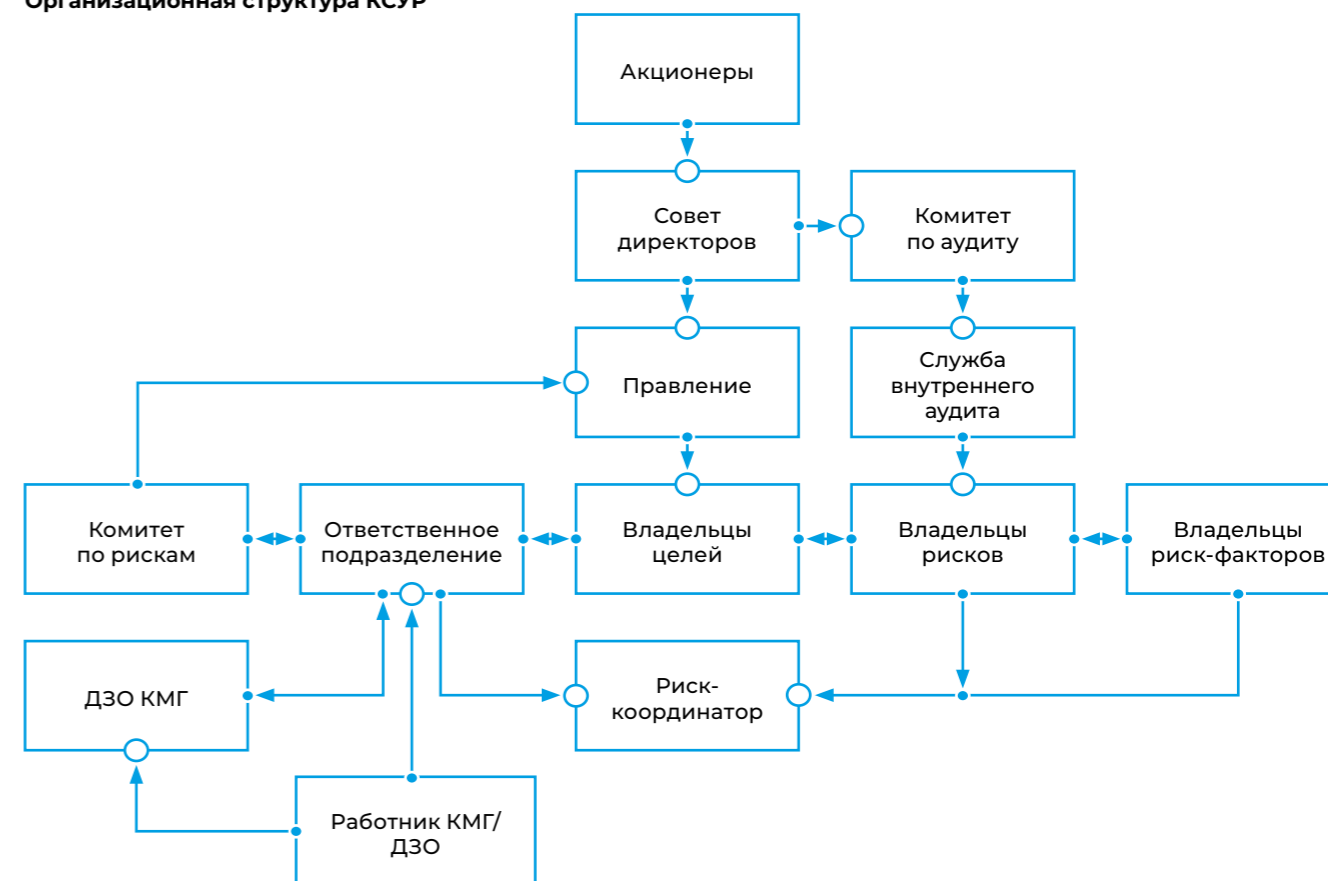 Организационная структура КСУР
Акционеры
Совет
директоров
Комитет
по аудиту
Правление
Служба
внутреннего
аудита
Комитет
по рискам
Ответственное
подразделение
Владельцы
целей
Владельцы
рисков
Владельцы
риск-факторов
ДЗО КМГ
Риск-
координатор
Работник КМГ/
ДЗО